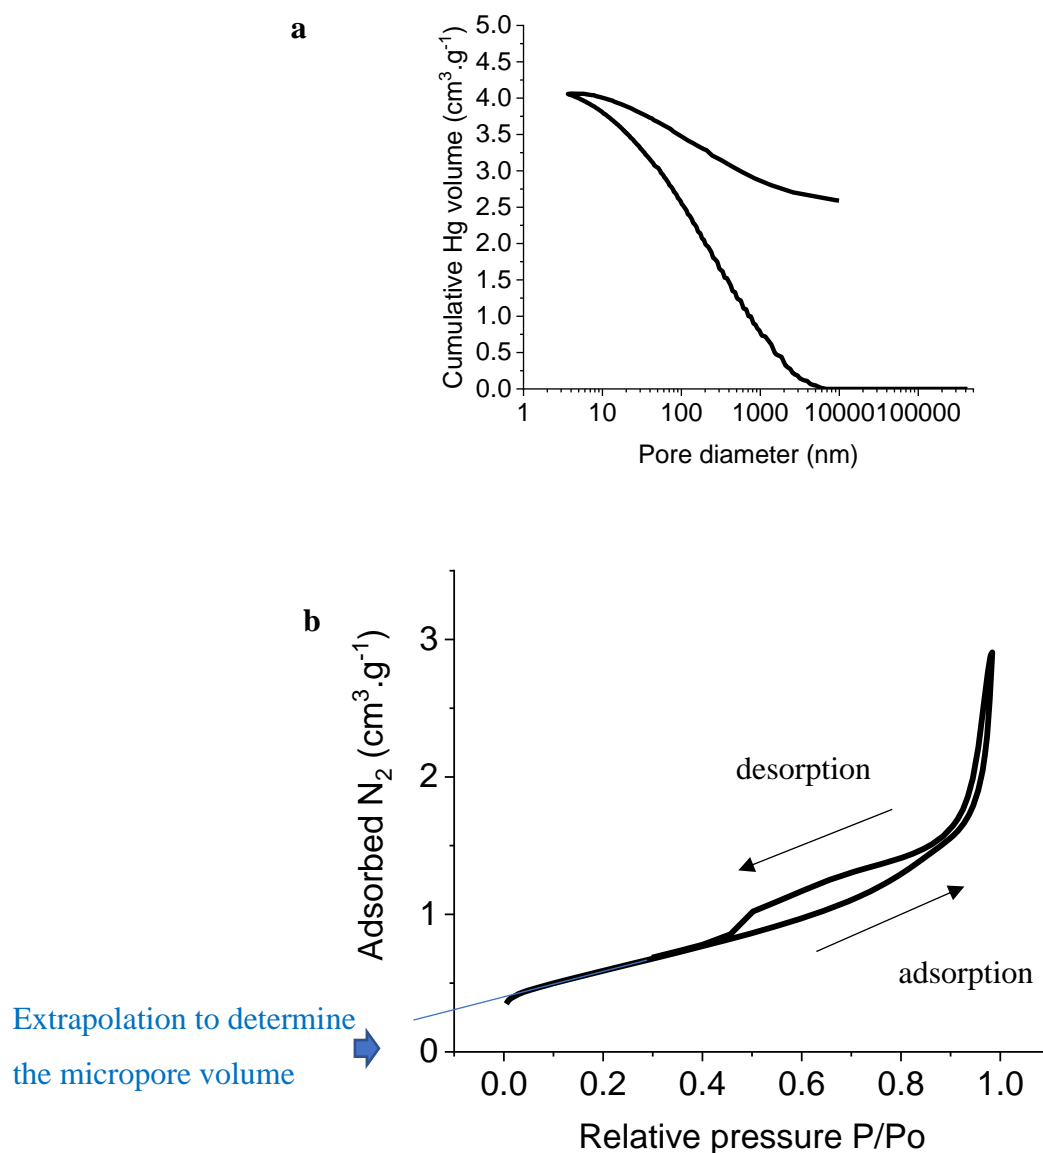 a
5.0
4.5
4.0
3.5
3.0
2.5
2.0
1.5
1.0
0.5
0.0
Cumulative Hg volume (cm³.g⁻¹)
1 10 100 1000 10000 100000
Pore diameter (nm)
b
3
2
1
0
Adsorbed N₂ (cm³.g⁻¹)
desorption
adsorption
Extrapolation to determine
the micropore volume
0.0 0.2 0.4 0.6 0.8 1.0
Relative pressure P/Po